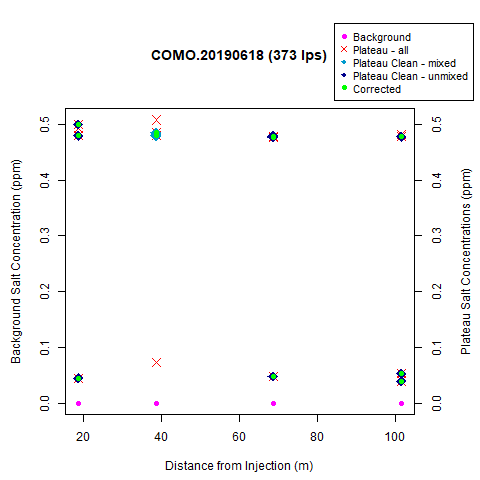 COMO.20190618 (373 lps)
Background
Plateau - all
Plateau Clean - mixed
Plateau Clean - unmixed
Corrected
Background Salt Concentration (ppm)
0.5
0.4
0.3
0.2
0.1
0.0
0.5
0.4
0.3
0.2
0.1
0.0
Plateau Salt Concentrations (ppm)
20 40 60 80 100
Distance from Injection (m)